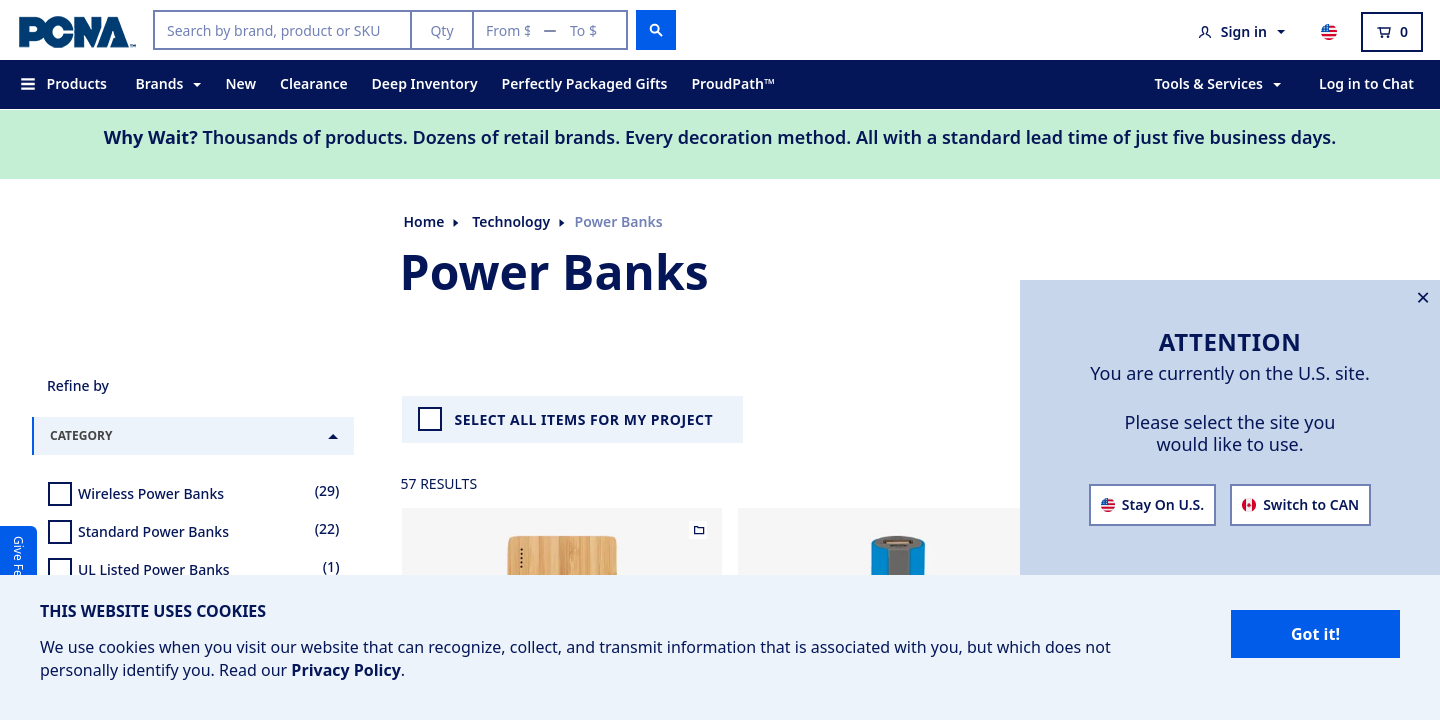 PCNA™
Search by brand, product or SKU
Qty
From $ — To $
Sign in
0
Products
Brands
New
Clearance
Deep Inventory
Perfectly Packaged Gifts
ProudPath™
Tools & Services
Log in to Chat
Why Wait? Thousands of products. Dozens of retail brands. Every decoration method. All with a standard lead time of just five business days.
Home
Technology
Power Banks
Power Banks
ATTENTION
You are currently on the U.S. site.
Please select the site you
would like to use.
Stay On U.S.
Switch to CAN
Refine by
CATEGORY
Wireless Power Banks (29)
Standard Power Banks (22)
UL Listed Power Banks (1)
SELECT ALL ITEMS FOR MY PROJECT
57 RESULTS
Give Fe
THIS WEBSITE USES COOKIES
We use cookies when you visit our website that can recognize, collect, and transmit information that is associated with you, but which does not
personally identify you. Read our Privacy Policy.
Got it!